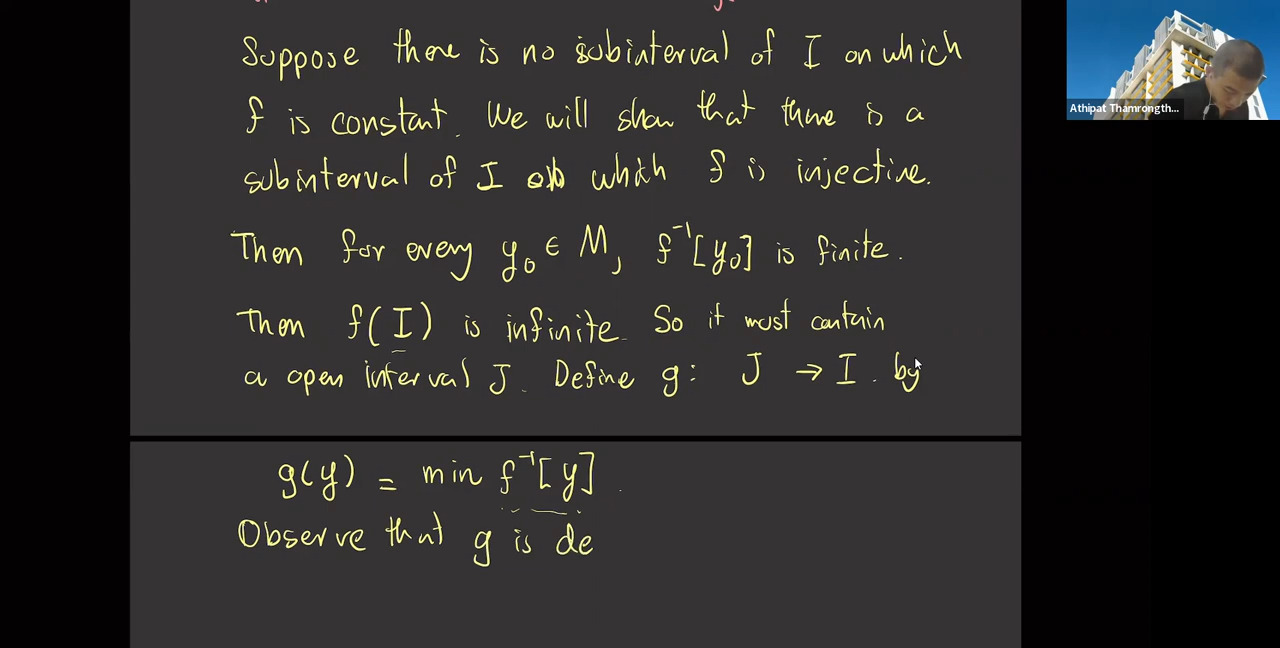 Suppose there is no subinterval of I on which
f is constant. We will show that there is a
subinterval of I on which f is injective.
Then for every y₀ ∈ M, f⁻¹[y₀] is finite.
Then f(I) is infinite. So it must contain
a open interval J. Define g: J → I. by
g(y) = min f⁻¹[y].
Observe that g is de
Athipat Thamrongth...